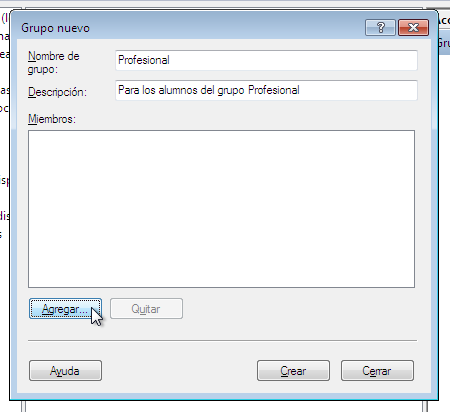 Grupo nuevo
Nombre de
grupo:
Profesional
Descripción:
Para los alumnos del grupo Profesional
Miembros:
Agregar...
Quitar
Ayuda
Crear
Cerrar